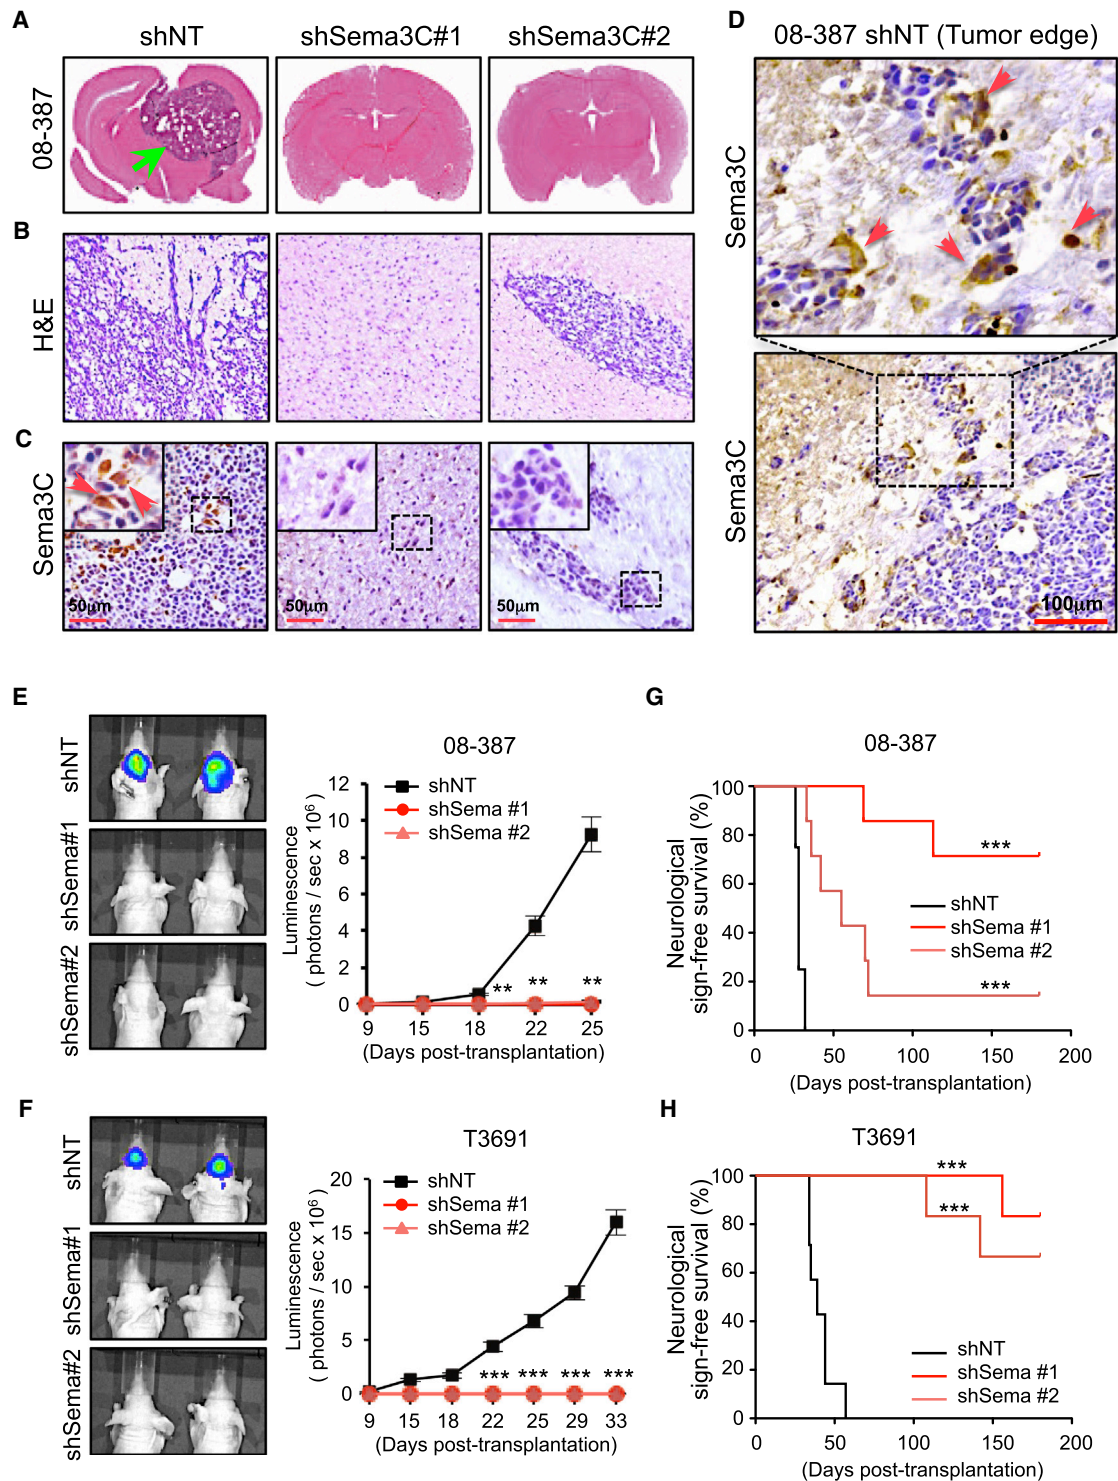 A
shNT
shSema3C#1
shSema3C#2
08-387
B
H&E
C
Sema3C
50μm
50μm
50μm
D
08-387 shNT (Tumor edge)
Sema3C
Sema3C
100μm
E
shNT
shSema#1
shSema#2
08-387
Luminescence
( photons / sec x 10⁶ )
12
10
8
6
4
2
0
shNT
shSema #1
shSema #2
** ** **
9 15 18 22 25
(Days post-transplantation)
G
08-387
Neurological
sign-free survival (%)
100
80
60
40
20
0
***
shNT
shSema #1
shSema #2
***
0 50 100 150 200
(Days post-transplantation)
F
shNT
shSema#1
shSema#2
T3691
Luminescence
( photons / sec x 10⁶ )
20
15
10
5
0
shNT
shSema #1
shSema #2
*** *** *** ***
9 15 18 22 25 29 33
(Days post-transplantation)
H
T3691
Neurological
sign-free survival (%)
100
80
60
40
20
0
***
***
shNT
shSema #1
shSema #2
0 50 100 150 200
(Days post-transplantation)